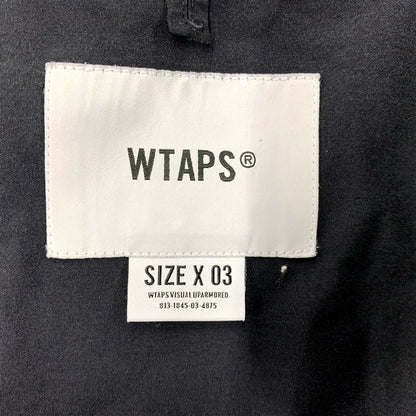 WTAPS®
SIZE X 03
WTAPS VISUAL UPARMORED
813-1845-03-4875